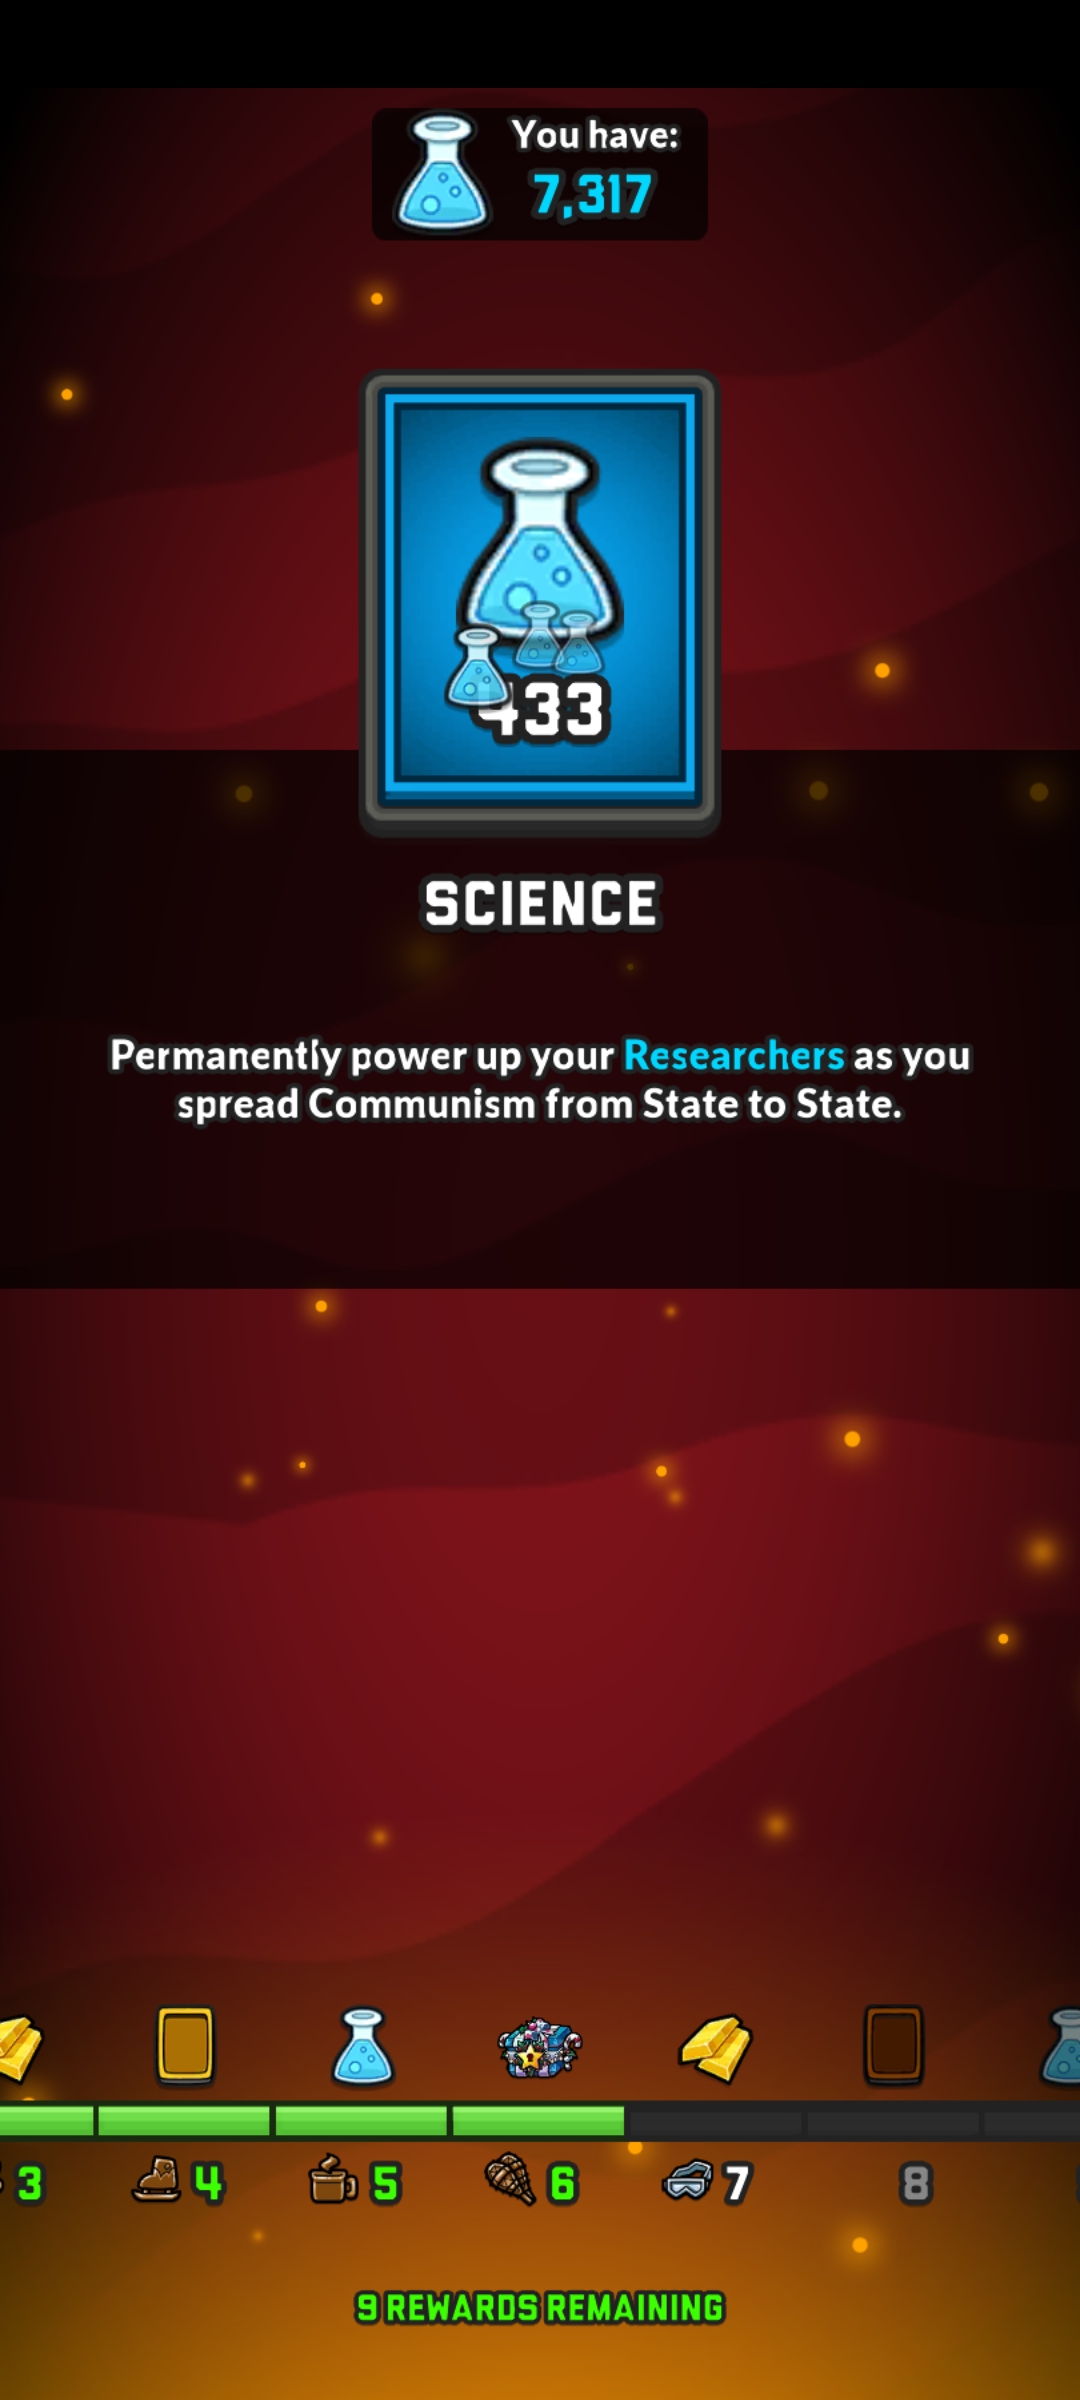 You have:
7,317
433
SCIENCE
Permanently power up your Researchers as you
spread Communism from State to State.
3 4 5 6 7 8
9 REWARDS REMAINING